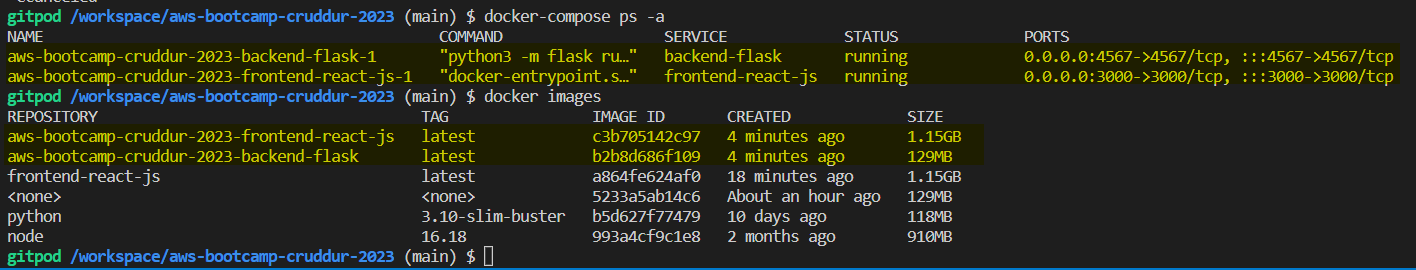 gitpod /workspace/aws-bootcamp-cruddur-2023 (main) $ docker-compose ps -a
NAME COMMAND SERVICE STATUS PORTS
aws-bootcamp-cruddur-2023-backend-flask-1 "python3 -m flask ru…" backend-flask running 0.0.0.0:4567->4567/tcp, :::4567->4567/tcp
aws-bootcamp-cruddur-2023-frontend-react-js-1 "docker-entrypoint.s…" frontend-react-js running 0.0.0.0:3000->3000/tcp, :::3000->3000/tcp
gitpod /workspace/aws-bootcamp-cruddur-2023 (main) $ docker images
REPOSITORY TAG IMAGE ID CREATED SIZE
aws-bootcamp-cruddur-2023-frontend-react-js latest c3b705142c97 4 minutes ago 1.15GB
aws-bootcamp-cruddur-2023-backend-flask latest b2b8d686f109 4 minutes ago 129MB
frontend-react-js latest a864fe624af0 18 minutes ago 1.15GB
<none> <none> 5233a5ab14c6 About an hour ago 129MB
python 3.10-slim-buster b5d627f77479 10 days ago 118MB
node 16.18 993a4cf9c1e8 2 months ago 910MB
gitpod /workspace/aws-bootcamp-cruddur-2023 (main) $